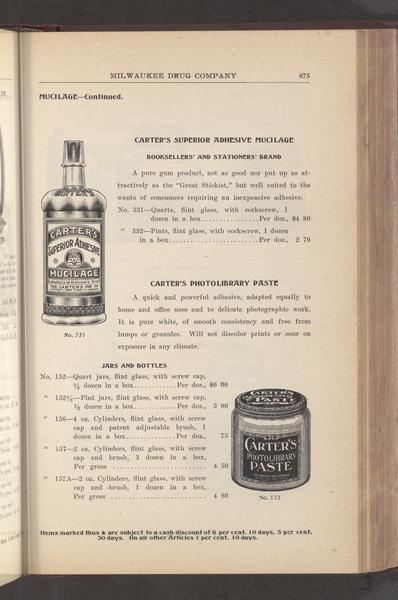 MILWAUKEE DRUG COMPANY 875
MUCILAGE—Continued.
CARTER'S SUPERIOR ADHESIVE MUCILAGE
BOOKSELLERS' AND STATIONERS' BRAND
A pure gum product, not as good nor put up as at-
tractively as the "Great Stickist," but well suited to the
wants of consumers requiring an inexpensive adhesive.
No. 331—Quarts, flint glass, with corkscrew, 1
dozen in a box...............Per doz., $4 80
" 332—Pints, flint glass, with corkscrew, 1 dozen
in a box........................Per doz., 2 70
CARTER'S
CARTER'S
SUPERIOR ADHESIVE
MUCILAGE
THE CARTER'S INK CO.
No. 331
CARTER'S PHOTOLIBRARY PASTE
A quick and powerful adhesive, adapted equally to
home and office uses and to delicate photographic work.
It is pure white, of smooth consistency and free from
lumps or granules. Will not discolor prints or sour on
exposure in any climate.
JARS AND BOTTLES
No. 152—Quart jars, flint glass, with screw cap,
½ dozen in a box............Per doz., $6 00
" 152½—Pint jars, flint glass, with screw cap,
½ dozen in a box............Per doz., 3 90
" 156—4 oz. Cylinders, flint glass, with screw
cap and patent adjustable brush, 1
dozen in a box..............Per doz., 75
" 157—2 oz. Cylinders, flint glass, with screw
cap and brush, 3 dozen in a box,
Per gross .......................... 4 50
" 157A—2 oz. Cylinders, flint glass, with screw
cap and brush, 1 dozen in a box,
Per gross .......................... 4 80
CARTER'S
PASTE
CARTER'S
PHOTOLIBRARY
PASTE
No. 152
Items marked thus ★ are subject to a cash discount of 6 per cent. 10 days, 5 per cent.
30 days. On all other Articles 1 per cent. 10 days.